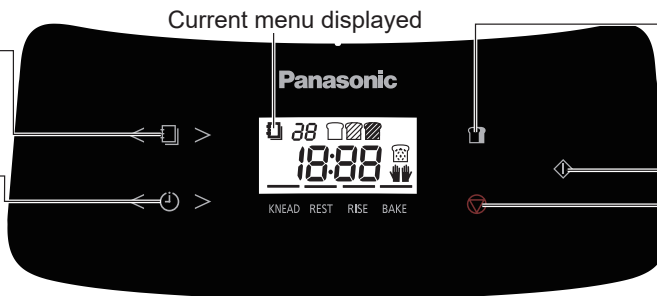 Current menu displayed
Panasonic
38
18:88
KNEAD REST RISE BAKE